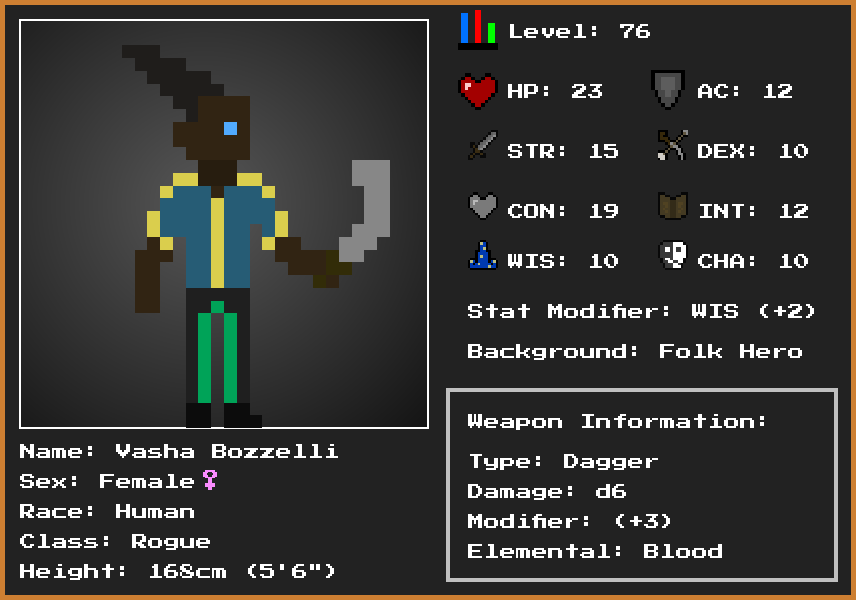 Level: 76
HP: 23 AC: 12
STR: 15 DEX: 10
CON: 19 INT: 12
WIS: 10 CHA: 10
Stat Modifier: WIS (+2)
Background: Folk Hero
Weapon Information:
Type: Dagger
Damage: d6
Modifier: (+3)
Elemental: Blood
Name: Vasha Bozzelli
Sex: Female♀
Race: Human
Class: Rogue
Height: 168cm (5'6")